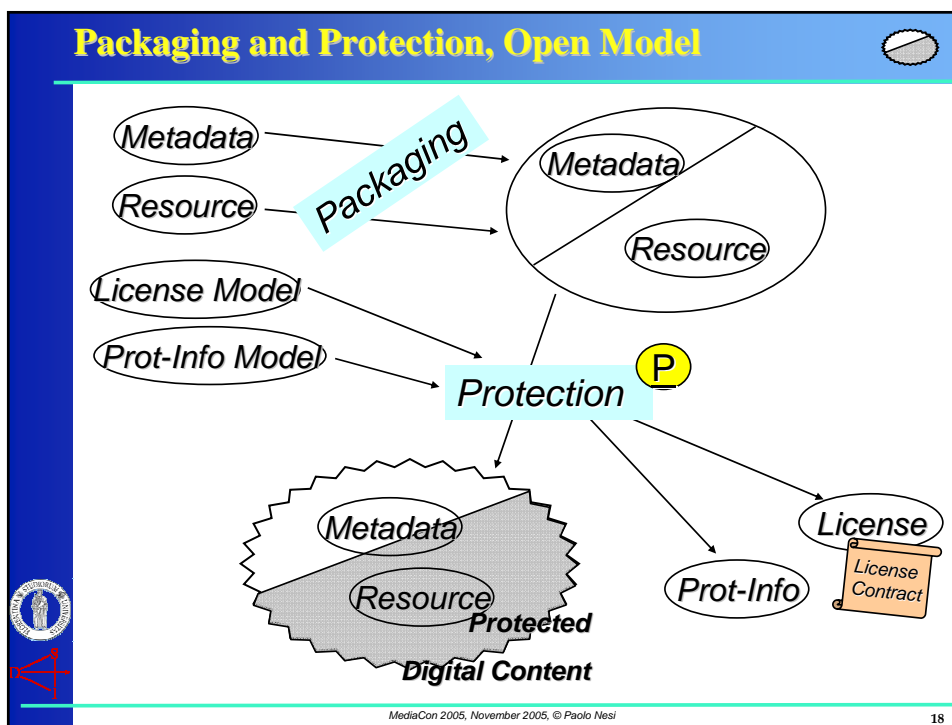 Packaging and Protection, Open Model
Metadata
Resource
Packaging
Metadata
Resource
License Model
Prot-Info Model
Protection
P
Metadata
Resource
Protected
Digital Content
Prot-Info
License
License
Contract
MediaCon 2005, November 2005, © Paolo Nesi
18